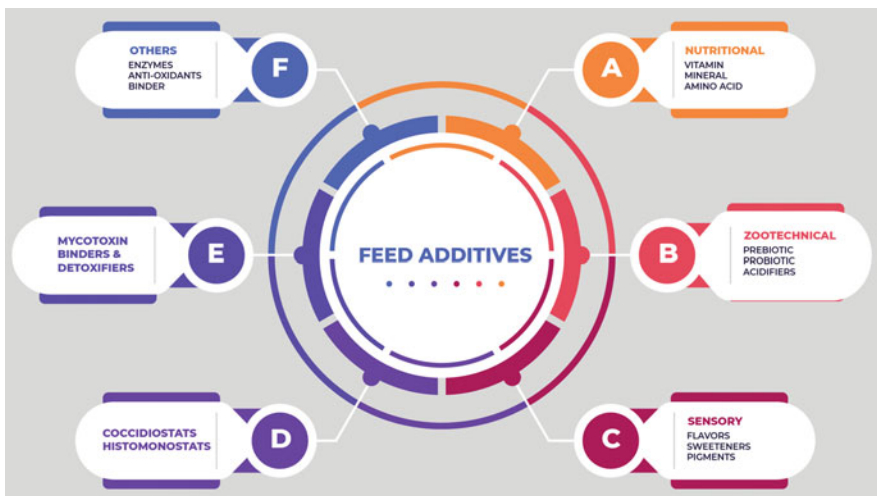 FEED ADDITIVES
A
NUTRITIONAL
VITAMIN
MINERAL
AMINO ACID
B
ZOOTECHNICAL
PREBIOTIC
PROBIOTIC
ACIDIFIERS
C
SENSORY
FLAVORS
SWEETENERS
PIGMENTS
D
COCCIDIOSTATS
HISTOMONOSTATS
E
MYCOTOXIN
BINDERS &
DETOXIFIERS
F
OTHERS
ENZYMES
ANTI-OXIDANTS
BINDER